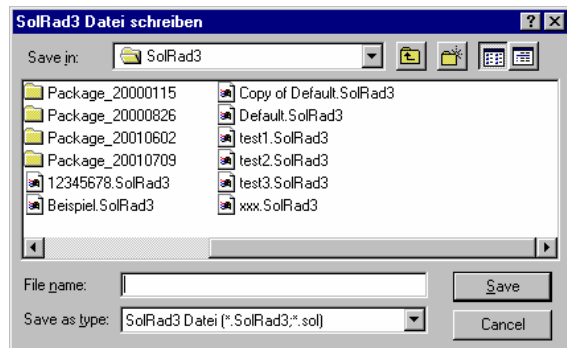 SolRad3 Datei schreiben
Save in: SolRad3
Package_20000115
Package_20000826
Package_20010602
Package_20010709
12345678.SolRad3
Beispiel.SolRad3
Copy of Default.SolRad3
Default.SolRad3
test1.SolRad3
test2.SolRad3
test3.SolRad3
xxx.SolRad3
File name:
Save
Save as type: SolRad3 Datei (*.SolRad3;*.sol)
Cancel